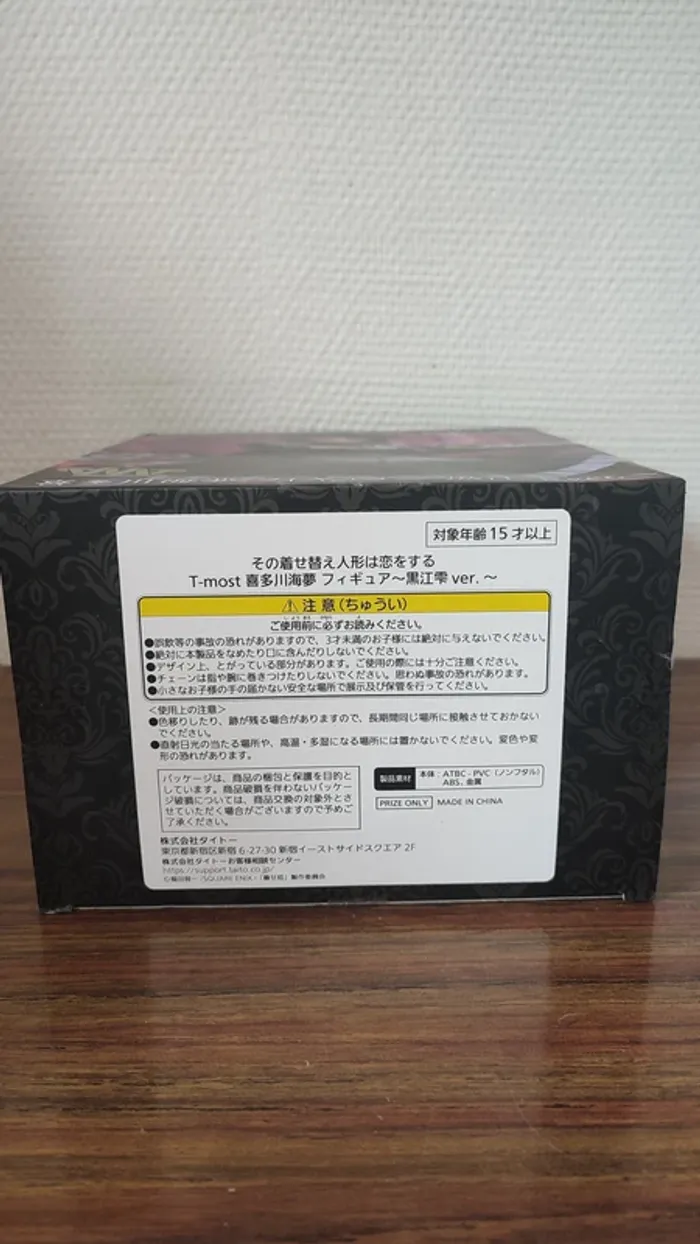 対象年齢 15 才以上
その着せ替え人形は恋をする
T-most 喜多川海夢 フィギュア～黒江雫 ver. ～
⚠ 注 意（ちゅうい）
ご使用前に必ずお読みください。
●誤飲等の事故の恐れがありますので、3才未満のお子様には絶対に与えないでください。
●絶対に本製品をなめたり口に含んだりしないでください。
●デザイン上、とがっている部分があります。ご使用の際には十分ご注意ください。
●チェーンは指や腕に巻きつけたりしないでください。思わぬ事故の恐れがあります。
●小さなお子様の手の届かない安全な場所で展示及び保管を行ってください。
＜使用上の注意＞
●色移りしたり、跡が残る場合がありますので、長期間同じ場所に接触させておかない
でください。
●直射日光の当たる場所や、高温・多湿になる場所には置かないでください。変色や変
形の恐れがあります。
パッケージは、商品の梱包と保護を目的と
しています。商品破損を伴わないパッケー
ジ破損については、商品交換の対象外とさ
せていただく場合がございますので予めご
了承ください。
製品素材 本体：ATBC - PVC（ノンフタル）
ABS、金属
PRIZE ONLY MADE IN CHINA
株式会社タイトー
東京都新宿区新宿 6-27-30 新宿イーストサイドスクエア 2F
株式会社タイトーお客様相談センター
https://support.taito.co.jp/
©福田晋一/SQUARE ENIX・「着せ恋」製作委員会